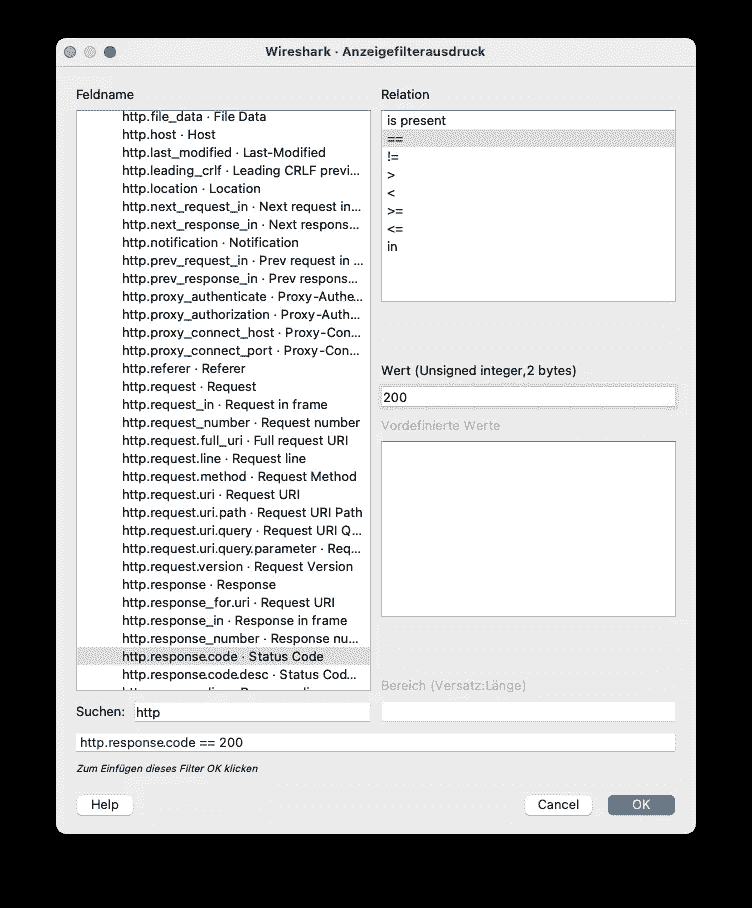 Wireshark · Anzeigefilterausdruck
Feldname
http.file_data · File Data
http.host · Host
http.last_modified · Last-Modified
http.leading_crlf · Leading CRLF previ...
http.location · Location
http.next_request_in · Next request in...
http.next_response_in · Next respons...
http.notification · Notification
http.prev_request_in · Prev request in ...
http.prev_response_in · Prev respons...
http.proxy_authenticate · Proxy-Authe...
http.proxy_authorization · Proxy-Auth...
http.proxy_connect_host · Proxy-Con...
http.proxy_connect_port · Proxy-Con...
http.referer · Referer
http.request · Request
http.request_in · Request in frame
http.request_number · Request number
http.request.full_uri · Full request URI
http.request.line · Request line
http.request.method · Request Method
http.request.uri · Request URI
http.request.uri.path · Request URI Path
http.request.uri.query · Request URI Q...
http.request.uri.query.parameter · Req...
http.request.version · Request Version
http.response · Response
http.response_for.uri · Request URI
http.response_in · Response in frame
http.response_number · Response nu...
http.response.code · Status Code
http.response.code.desc · Status Cod...
Suchen: http
Relation
is present
==
!=
>
<
>=
<=
in
Wert (Unsigned integer,2 bytes)
200
Vordefinierte Werte
Bereich (Versatz:Länge)
http.response.code == 200
Zum Einfügen dieses Filter OK klicken
Help
Cancel
OK